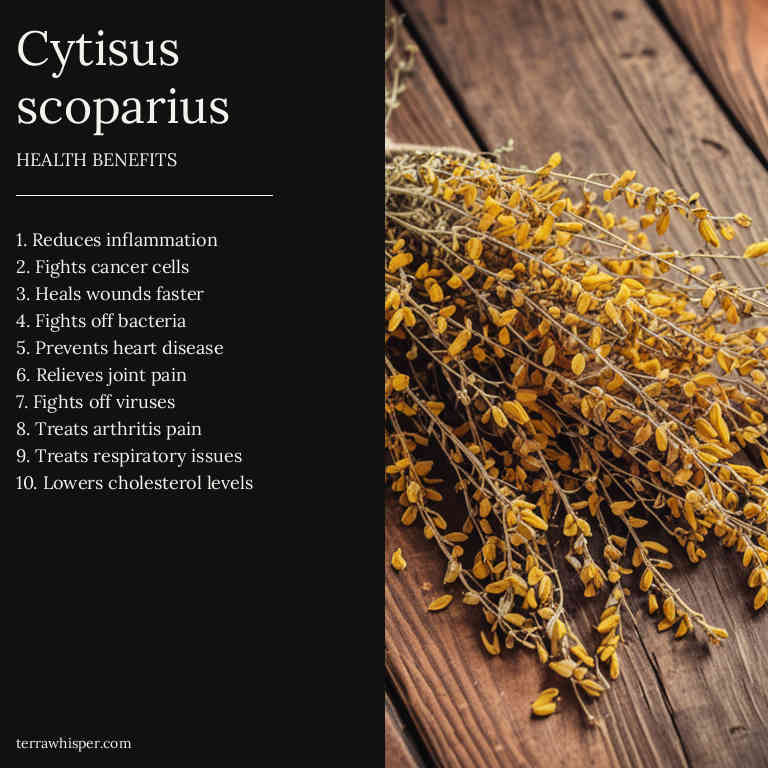 Cytisus
scoparius
HEALTH BENEFITS
1. Reduces inflammation
2. Fights cancer cells
3. Heals wounds faster
4. Fights off bacteria
5. Prevents heart disease
6. Relieves joint pain
7. Fights off viruses
8. Treats arthritis pain
9. Treats respiratory issues
10. Lowers cholesterol levels
terrawhisper.com